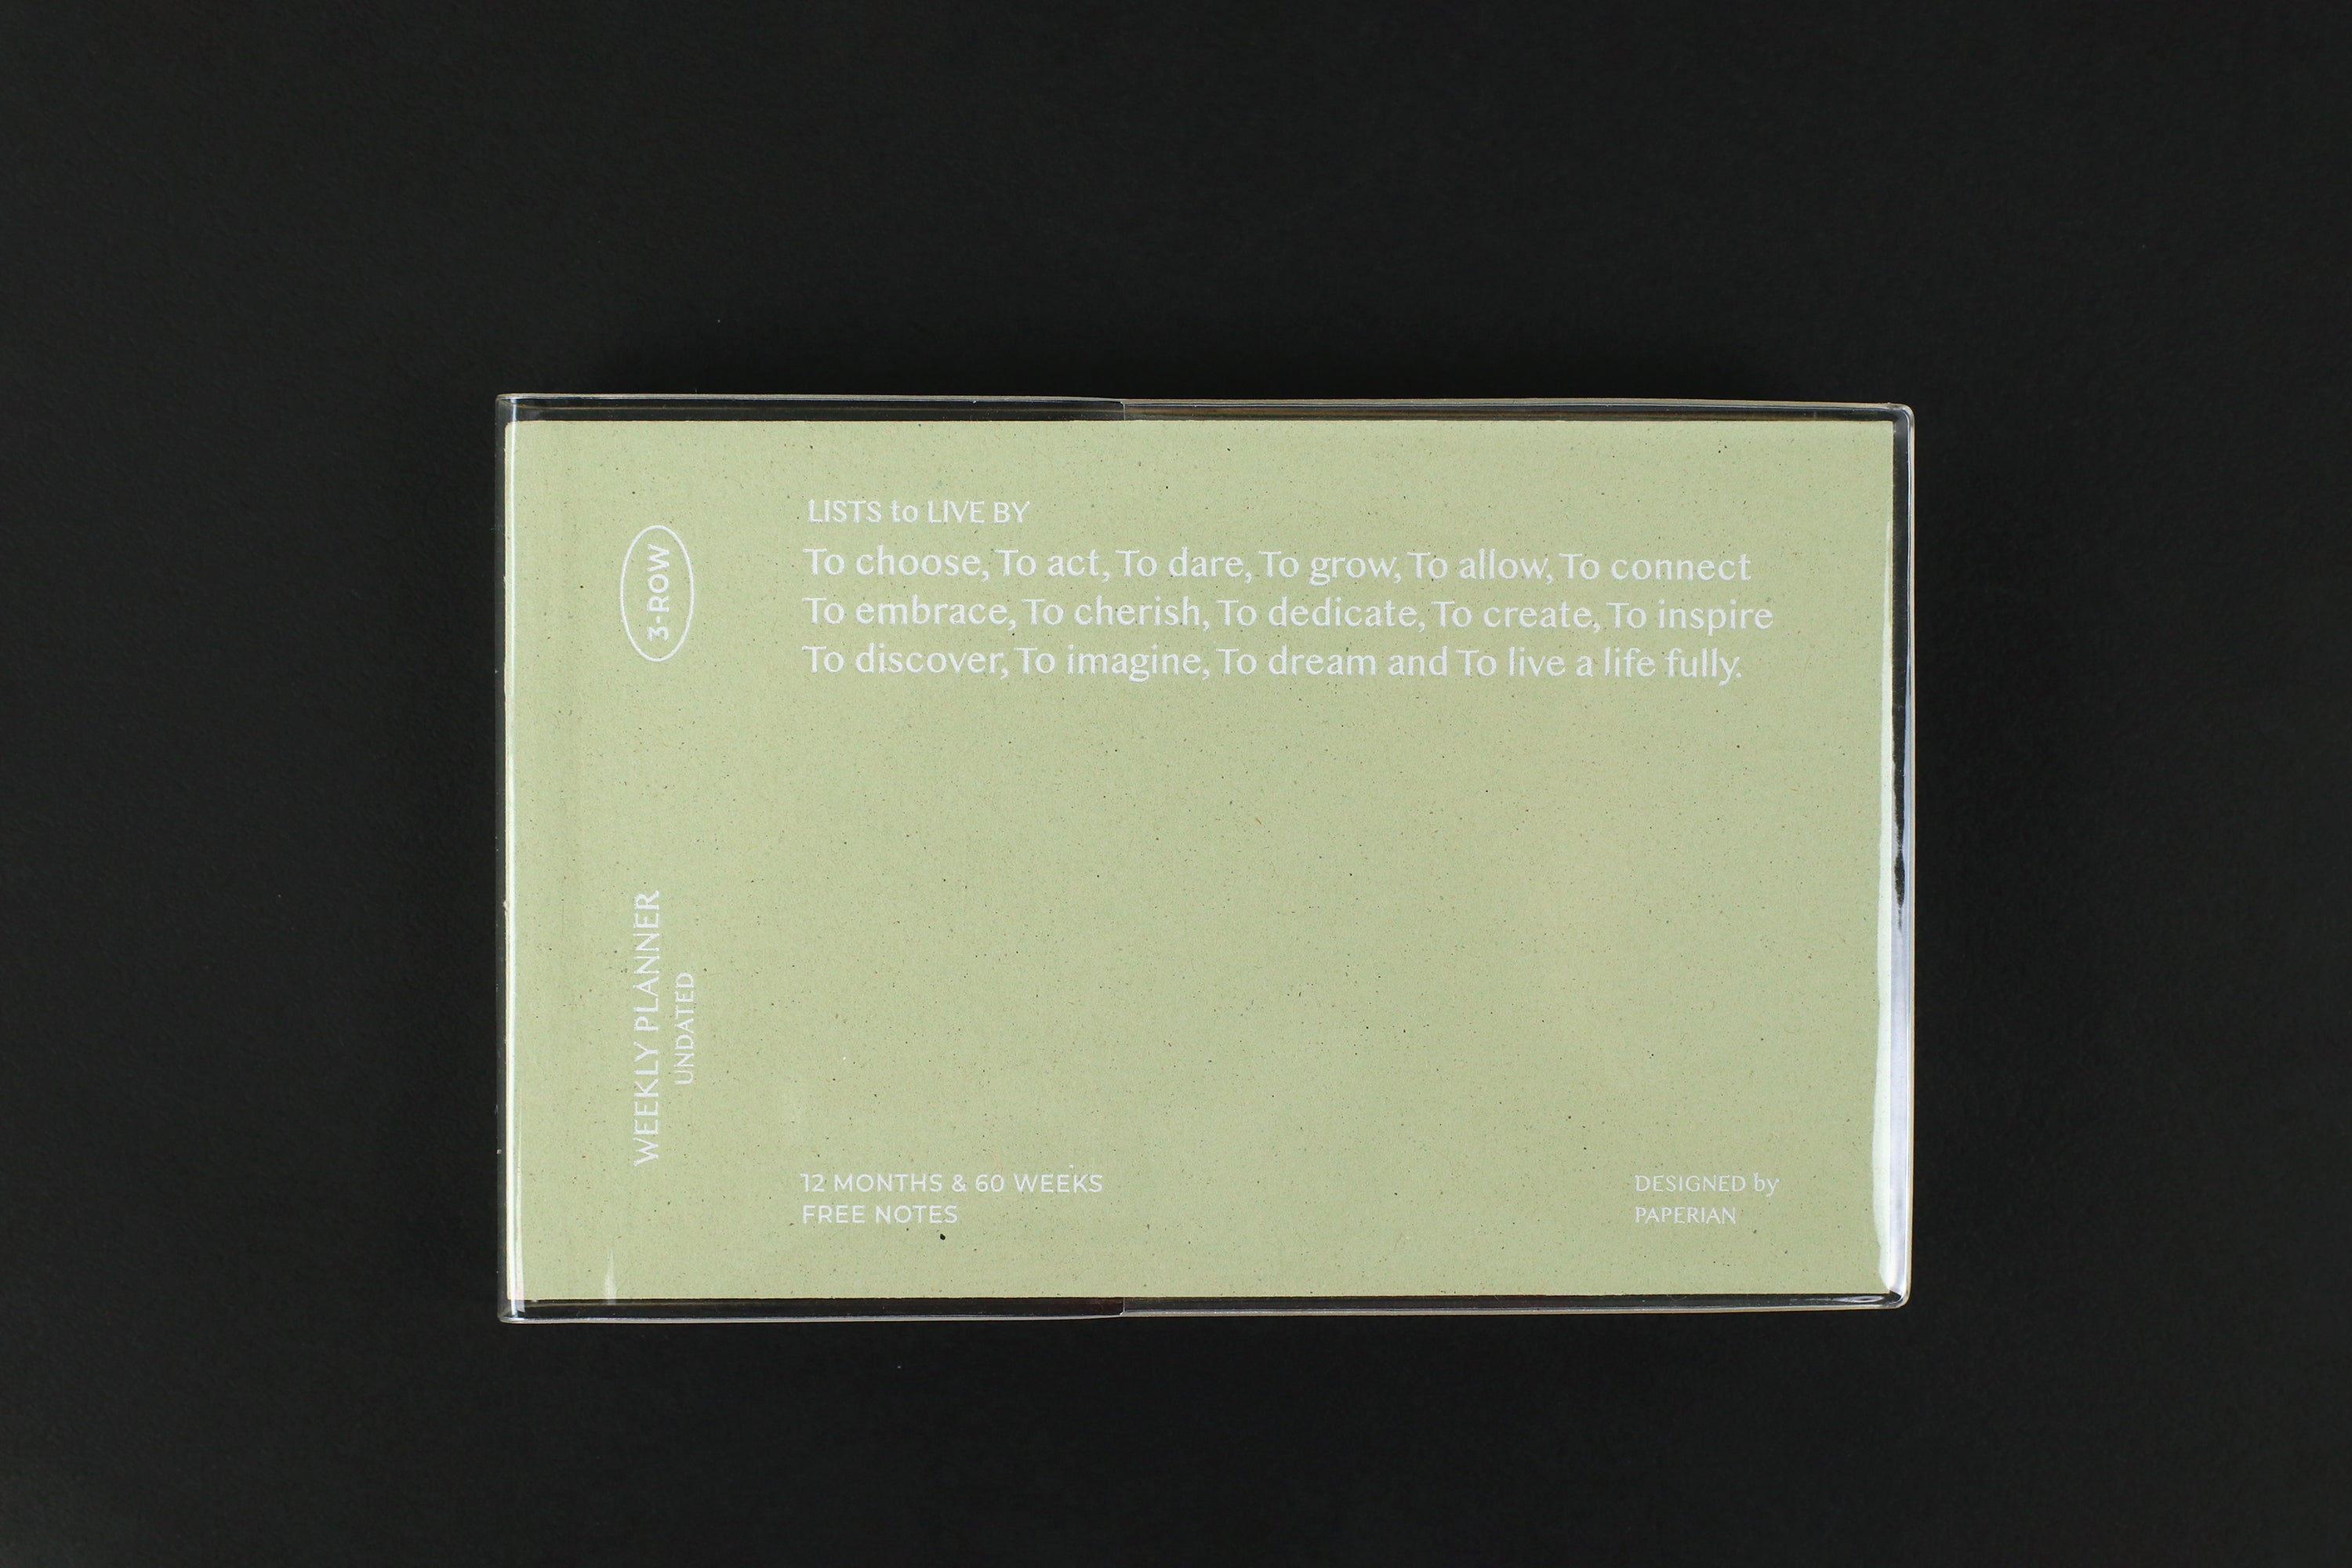 3-ROW
WEEKLY PLANNER
UNDATED
LISTS to LIVE BY
To choose, To act, To dare, To grow, To allow, To connect
To embrace, To cherish, To dedicate, To create, To inspire
To discover, To imagine, To dream and To live a life fully.
12 MONTHS & 60 WEEKS
FREE NOTES
DESIGNED by
PAPERIAN